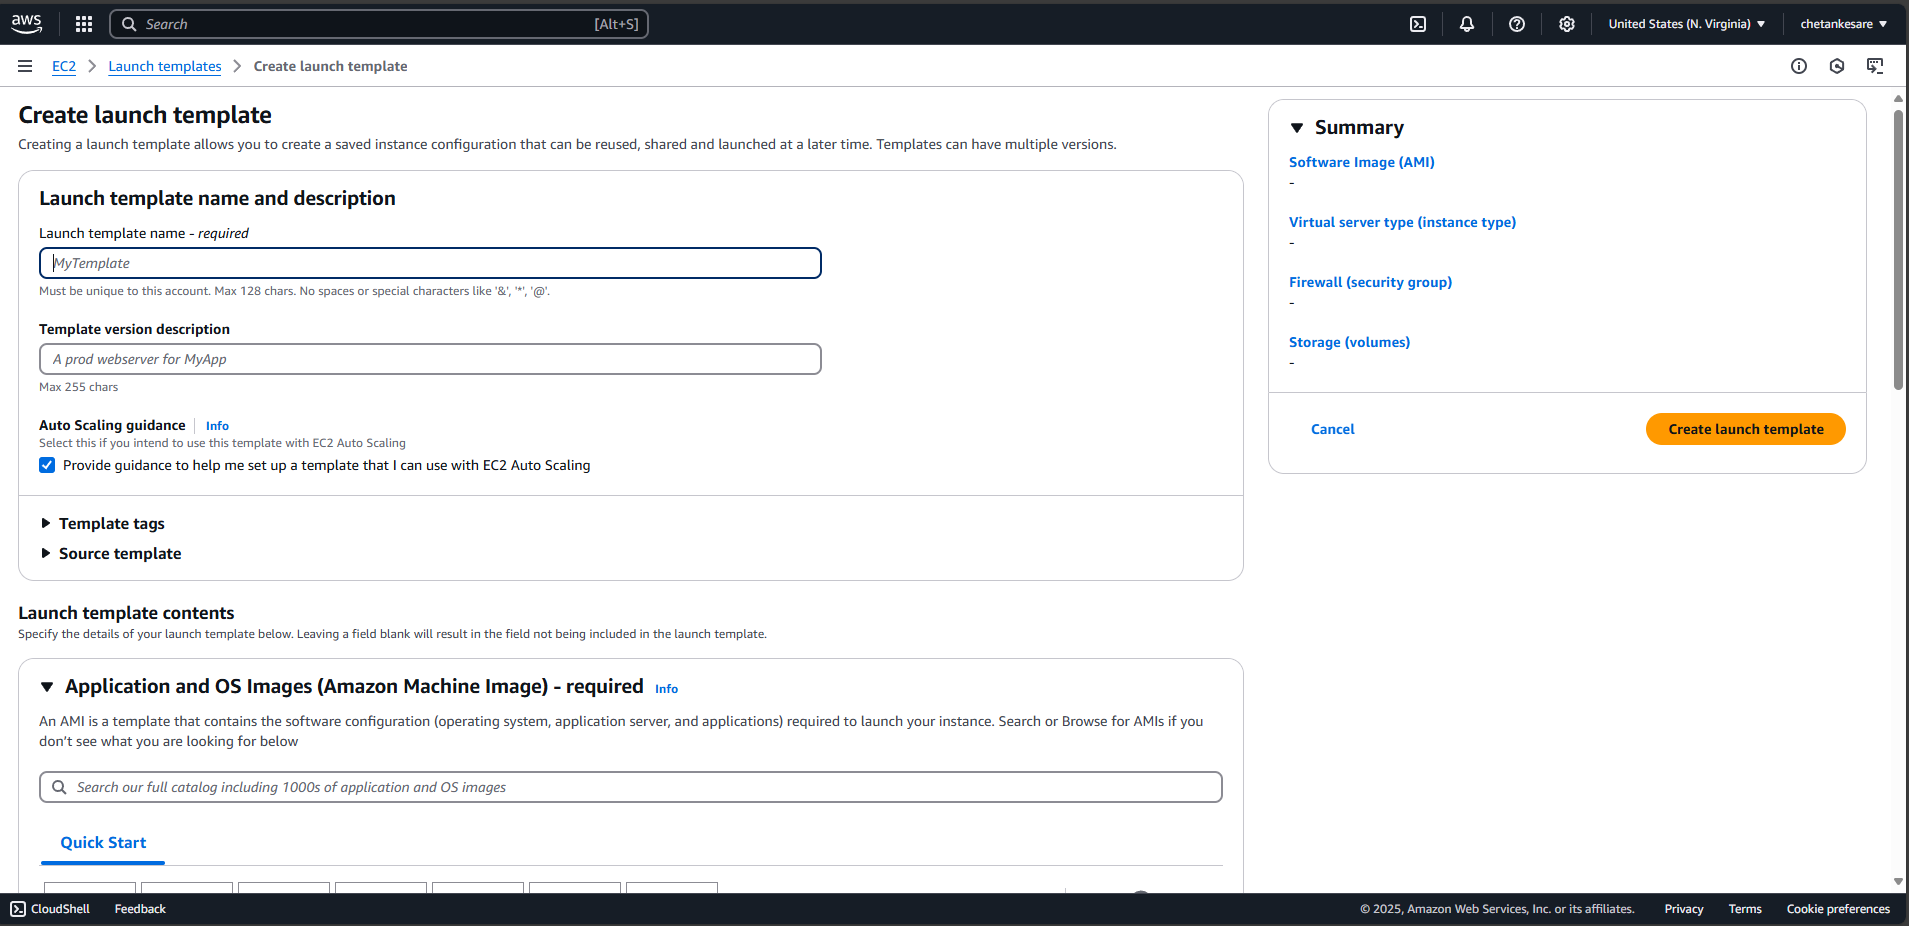 aws
Search [Alt+S]
United States (N. Virginia)
chetankesare
EC2
Launch templates
Create launch template
Create launch template
Creating a launch template allows you to create a saved instance configuration that can be reused, shared and launched at a later time. Templates can have multiple versions.
Launch template name and description
Launch template name - required
MyTemplate
Must be unique to this account. Max 128 chars. No spaces or special characters like '&', '*', '@'.
Template version description
A prod webserver for MyApp
Max 255 chars
Auto Scaling guidance Info
Select this if you intend to use this template with EC2 Auto Scaling
Provide guidance to help me set up a template that I can use with EC2 Auto Scaling
Template tags
Source template
Launch template contents
Specify the details of your launch template below. Leaving a field blank will result in the field not being included in the launch template.
Application and OS Images (Amazon Machine Image) - required Info
An AMI is a template that contains the software configuration (operating system, application server, and applications) required to launch your instance. Search or Browse for AMIs if you
don't see what you are looking for below
Search our full catalog including 1000s of application and OS images
Quick Start
Summary
Software Image (AMI)
-
Virtual server type (instance type)
-
Firewall (security group)
-
Storage (volumes)
-
Cancel
Create launch template
CloudShell
Feedback
© 2025, Amazon Web Services, Inc. or its affiliates.
Privacy
Terms
Cookie preferences